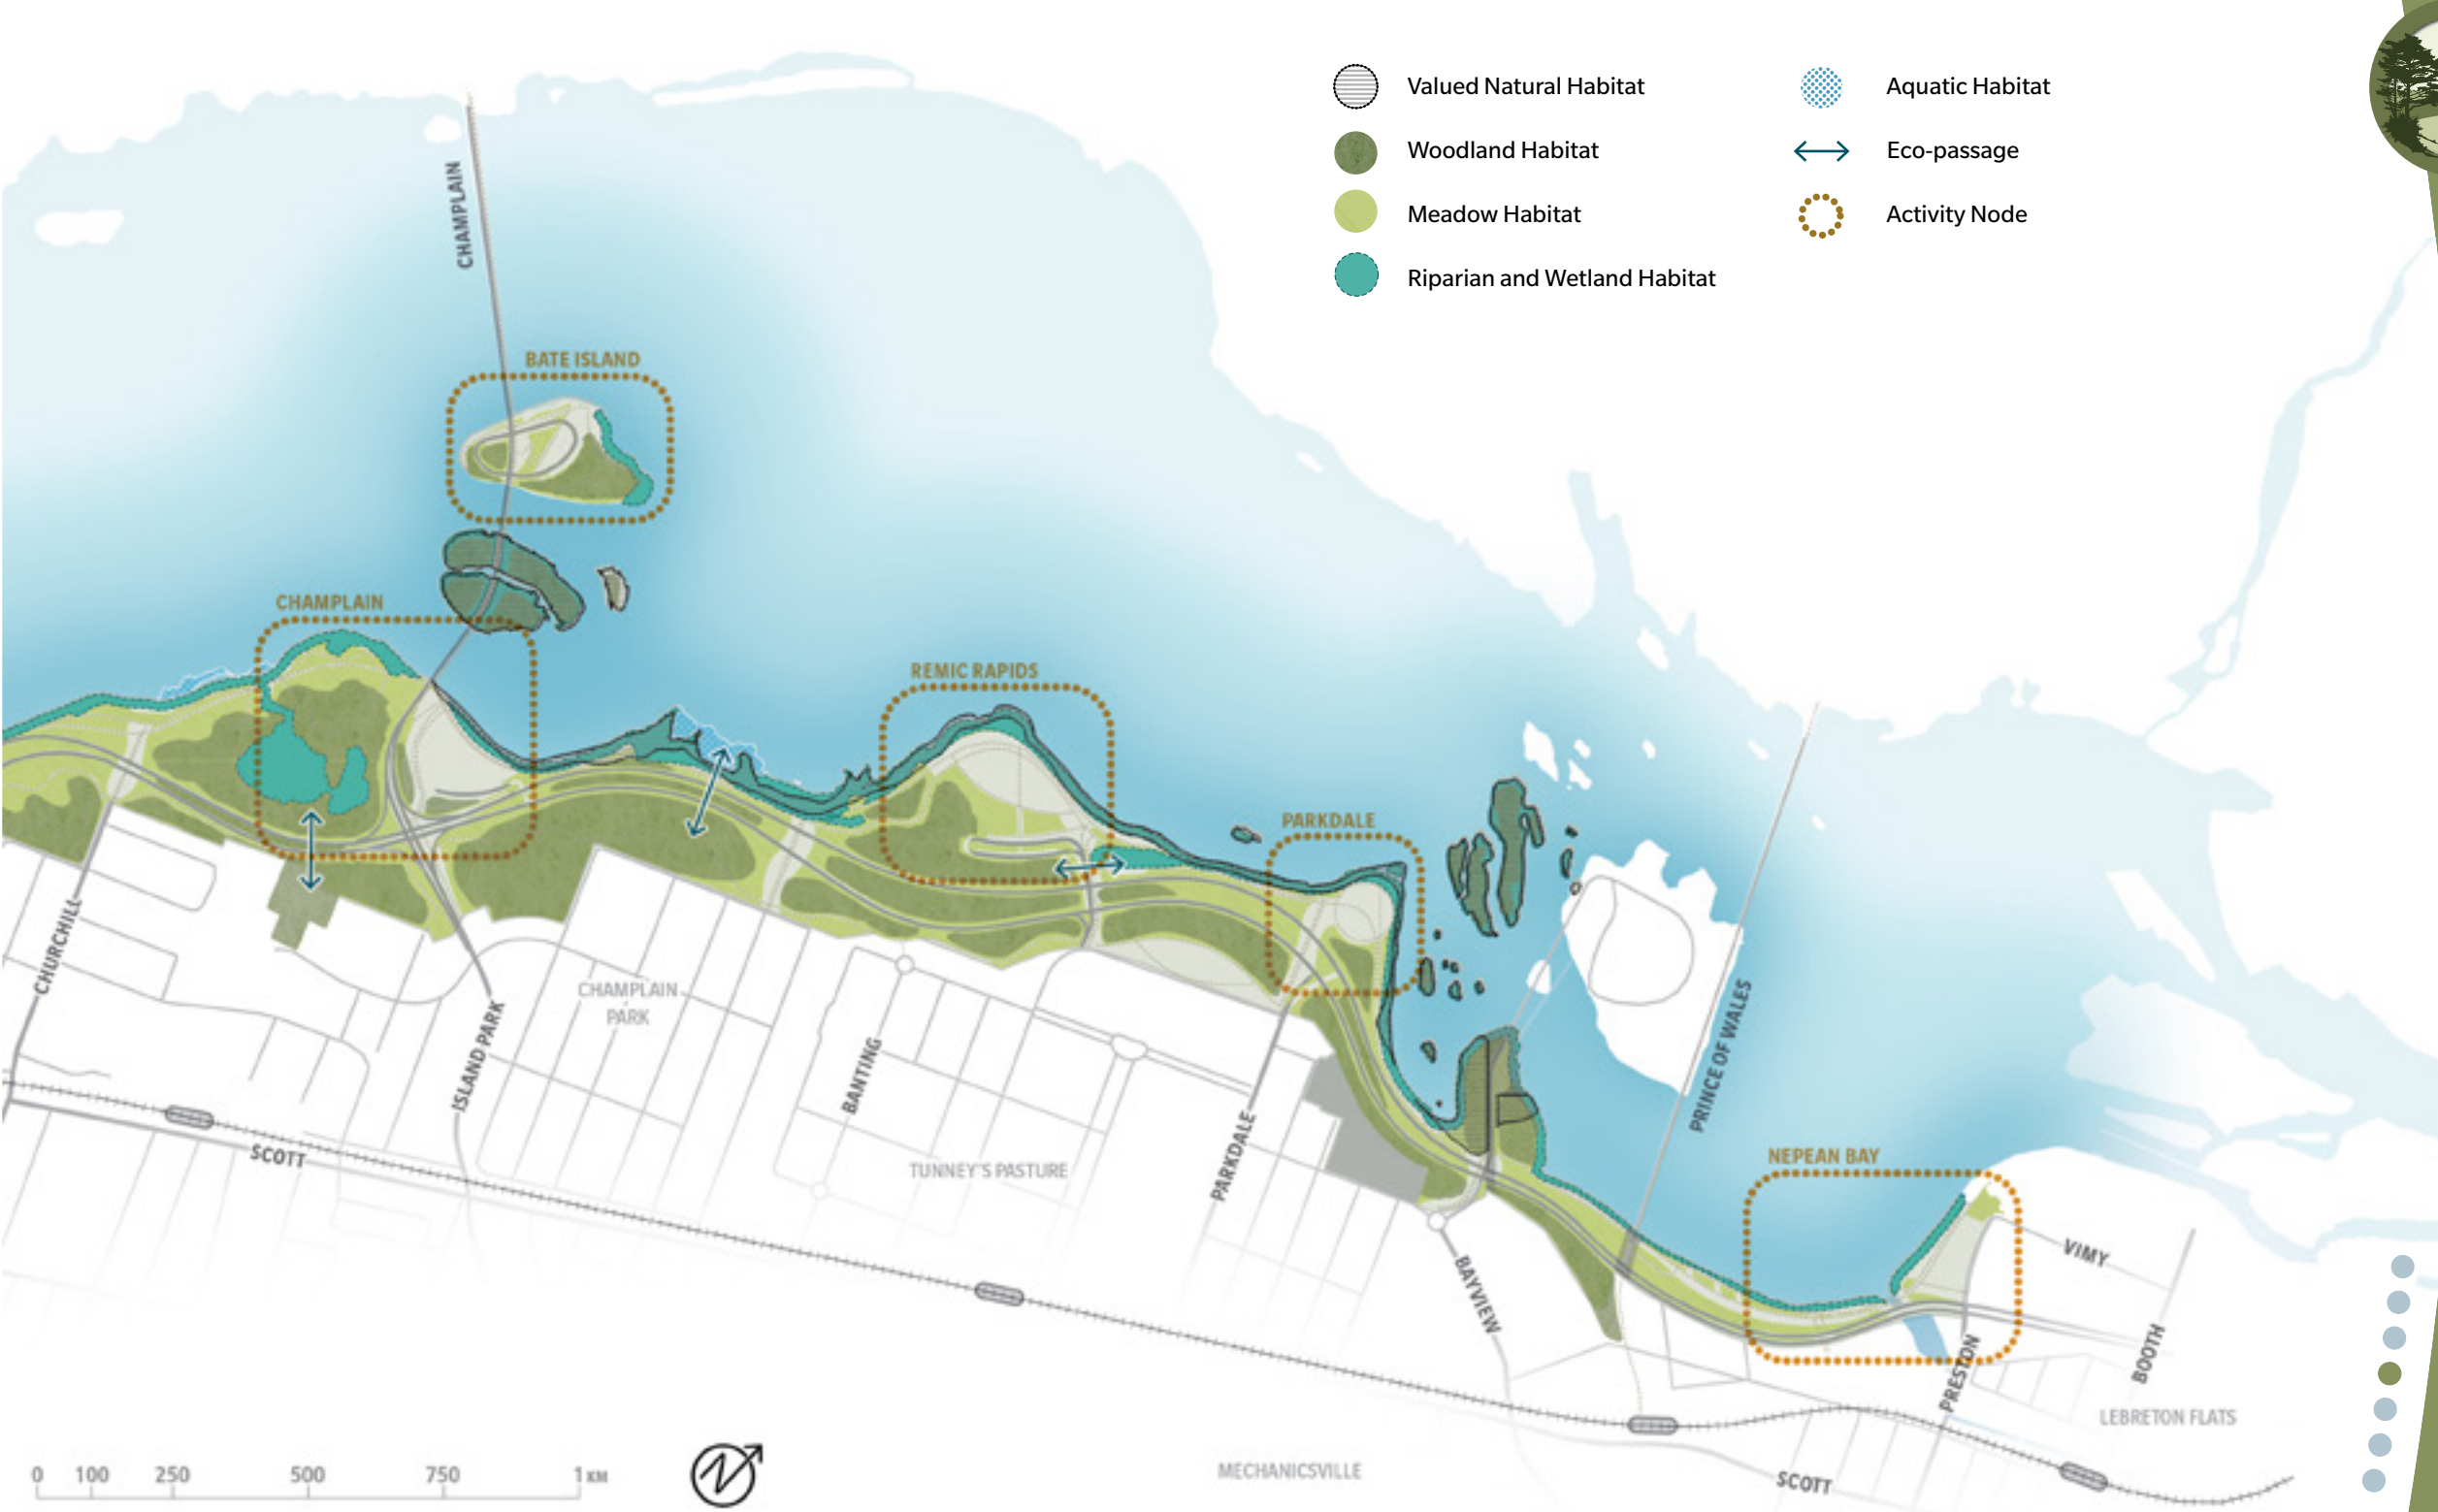 Valued Natural Habitat
Woodland Habitat
Meadow Habitat
Riparian and Wetland Habitat
Aquatic Habitat
Eco-passage
Activity Node
CHAMPLAIN
BATE ISLAND
CHAMPLAIN
REMIC RAPIDS
PARKDALE
NEPEAN BAY
CHURCHILL
ISLAND PARK
CHAMPLAIN
PARK
BANTING
TUNNEY'S PASTURE
PARKDALE
PRINCE OF WALES
BAYVIEW
VIMY
PRESTON
BOOTH
LEBRETON FLATS
SCOTT
MECHANICSVILLE
SCOTT
0 100 250 500 750 1 KM
N